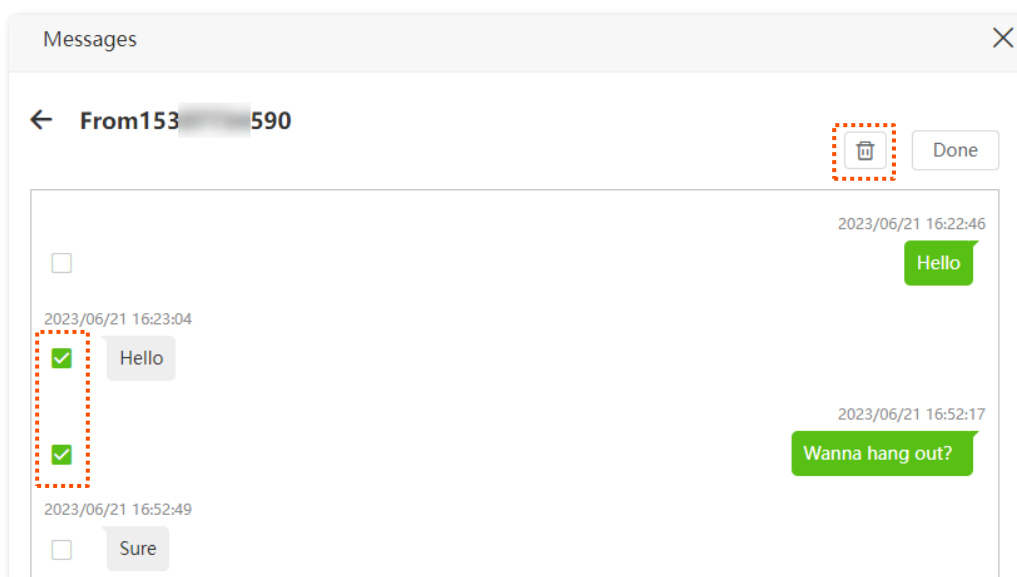 Messages
From153 590
Done
2023/06/21 16:22:46
Hello
2023/06/21 16:23:04
Hello
2023/06/21 16:52:17
Wanna hang out?
2023/06/21 16:52:49
Sure